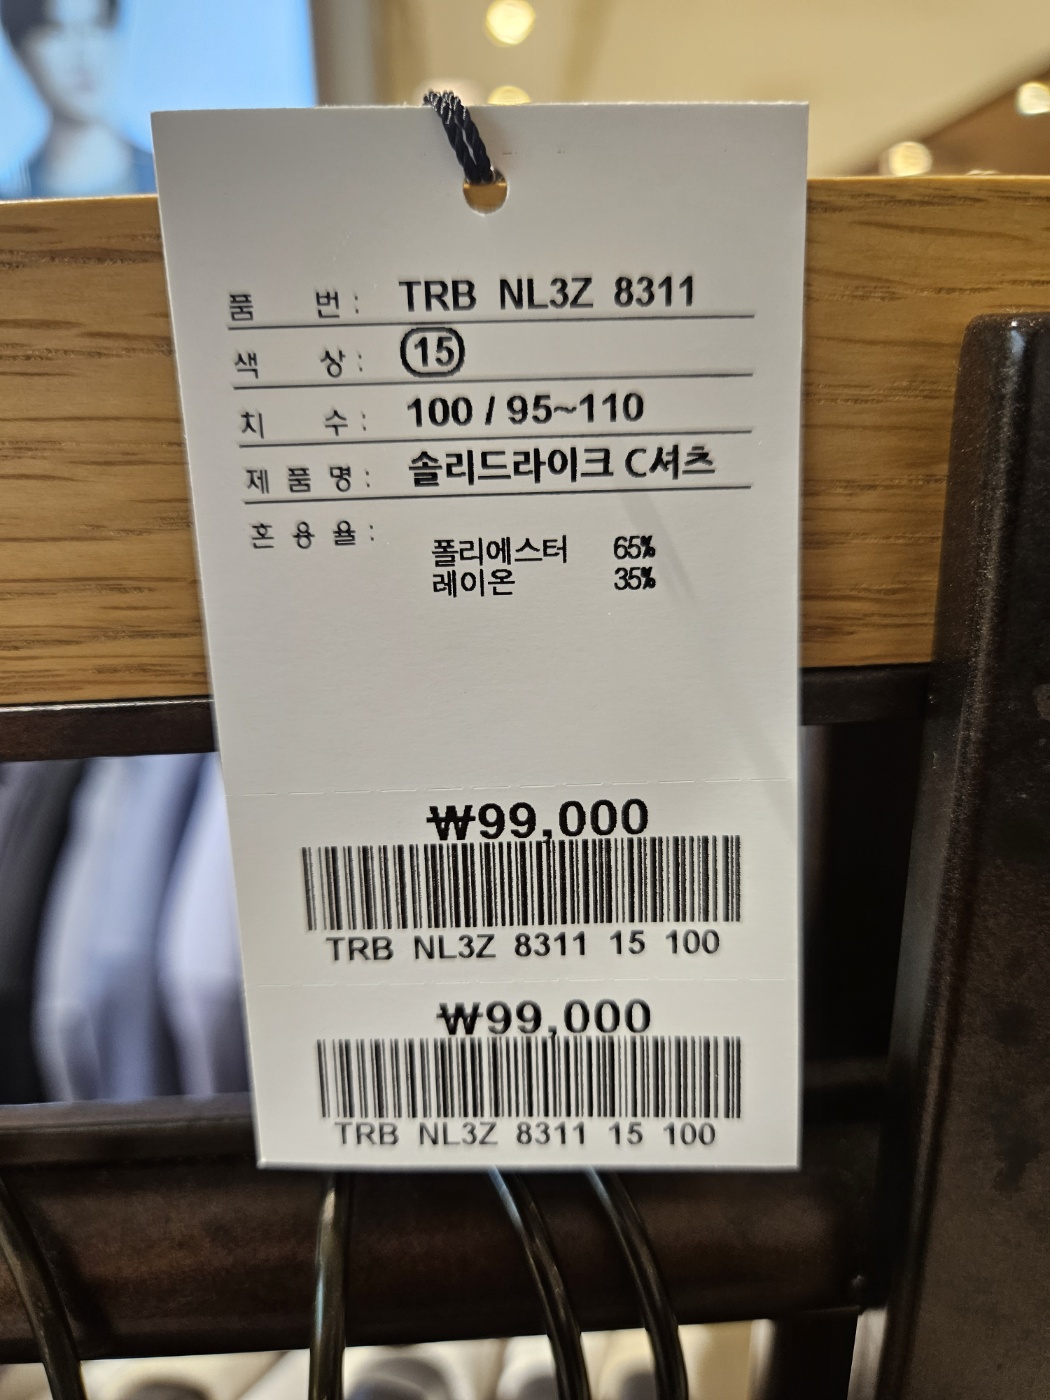 품 번 : TRB NL3Z 8311
색 상 : 15
치 수 : 100 / 95~110
제 품 명 : 솔리드라이크 C셔츠
혼 용 율 :
폴리에스터 65%
레이온 35%
₩99,000
TRB NL3Z 8311 15 100
₩99,000
TRB NL3Z 8311 15 100